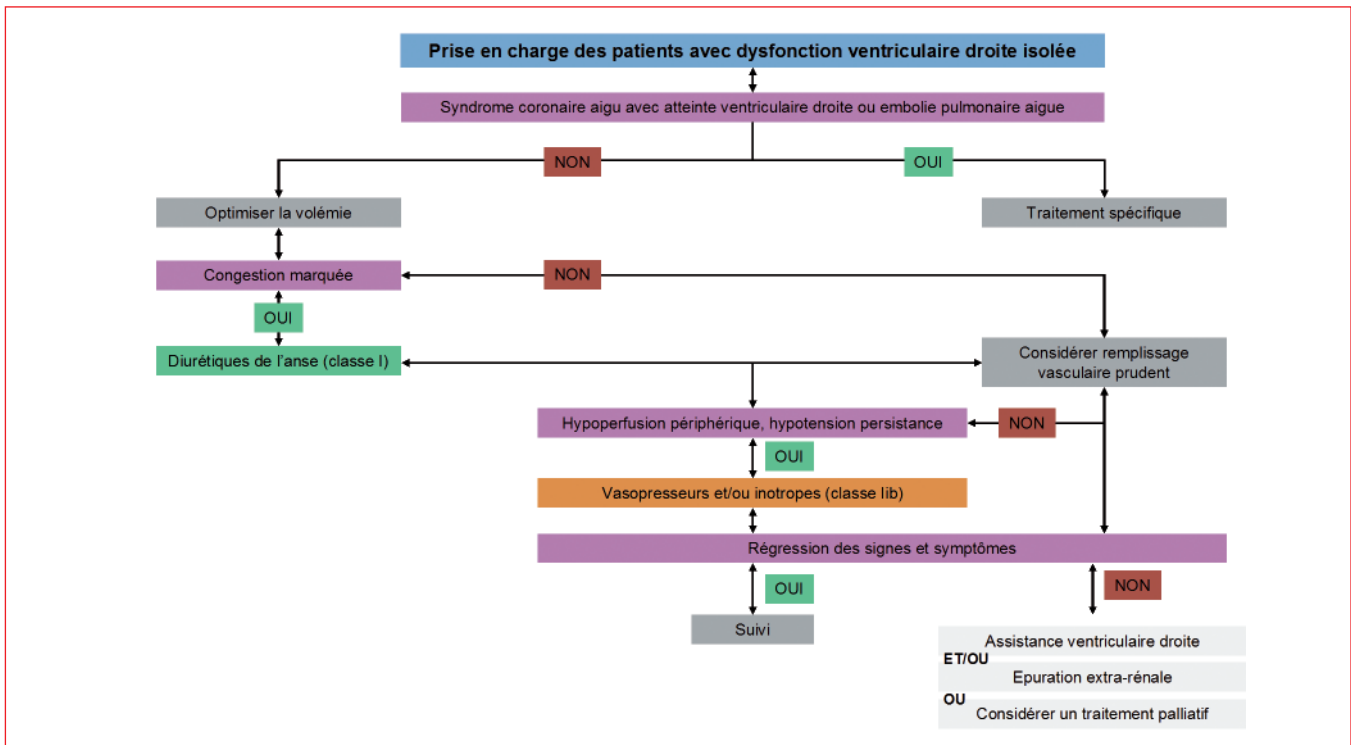 Prise en charge des patients avec dysfonction ventriculaire droite isolée
Syndrome coronaire aigu avec atteinte ventriculaire droite ou embolie pulmonaire aigue
NON
OUI
Optimiser la volémie
Traitement spécifique
Congestion marquée
NON
OUI
Diurétiques de l'anse (classe I)
Considérer remplissage
vasculaire prudent
Hypoperfusion périphérique, hypotension persistance
NON
OUI
Vasopresseurs et/ou inotropes (classe Iib)
Régression des signes et symptômes
OUI
NON
Suivi
Assistance ventriculaire droite
ET/OU
Epuration extra-rénale
OU
Considérer un traitement palliatif